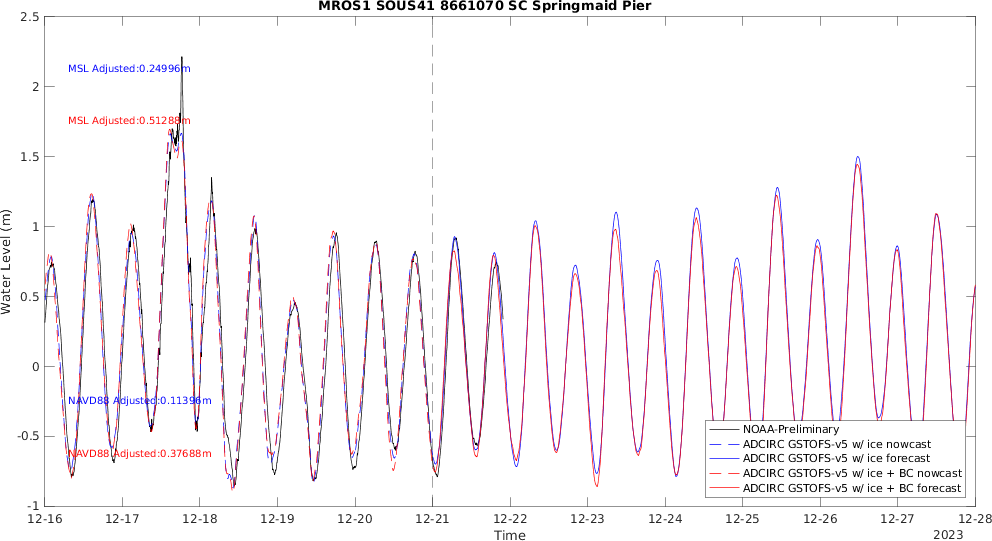 MROS1 SOUS41 8661070 SC Springmaid Pier
2.5
2
1.5
1
0.5
0
-0.5
-1
Water Level (m)
MSL Adjusted:0.24996m
MSL Adjusted:0.51288m
NAVD88 Adjusted:0.11396m
NAVD88 Adjusted:0.37688m
NOAA-Preliminary
ADCIRC GSTOFS-v5 w/ ice nowcast
ADCIRC GSTOFS-v5 w/ ice forecast
ADCIRC GSTOFS-v5 w/ ice + BC nowcast
ADCIRC GSTOFS-v5 w/ ice + BC forecast
12-16 12-17 12-18 12-19 12-20 12-21 12-22 12-23 12-24 12-25 12-26 12-27 12-28
Time
2023